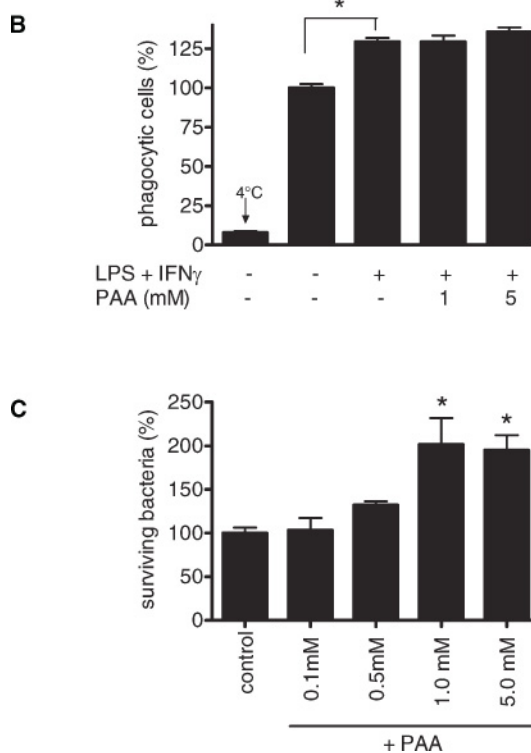 B
*
phagocytic cells (%)
125
100
75
50
25
0
4°C
LPS + IFNγ - - + + +
PAA (mM) - - - 1 5
C
surviving bacteria (%)
250
200
150
100
50
0
* *
control 0.1mM 0.5mM 1.0 mM 5.0 mM
+ PAA